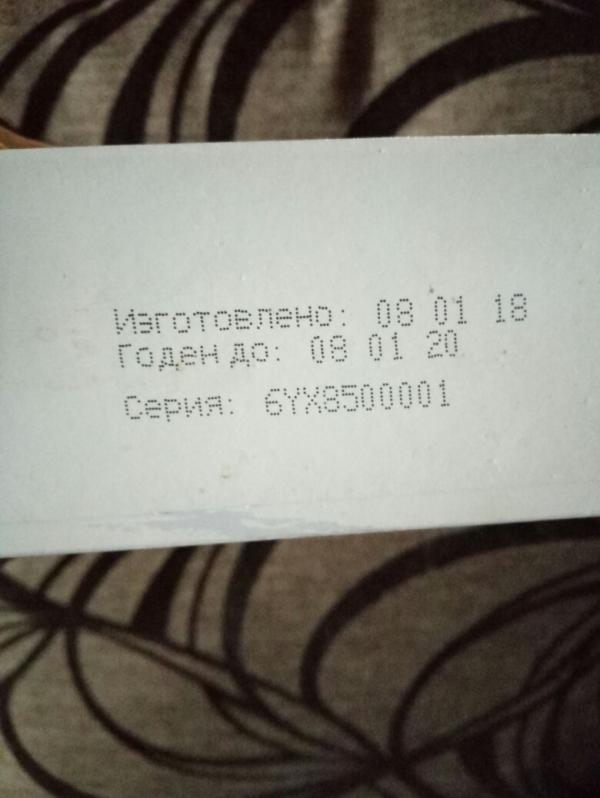 Изготовлено: 08 01 18
Годен до: 08 01 20
Серия: 6YX8500001